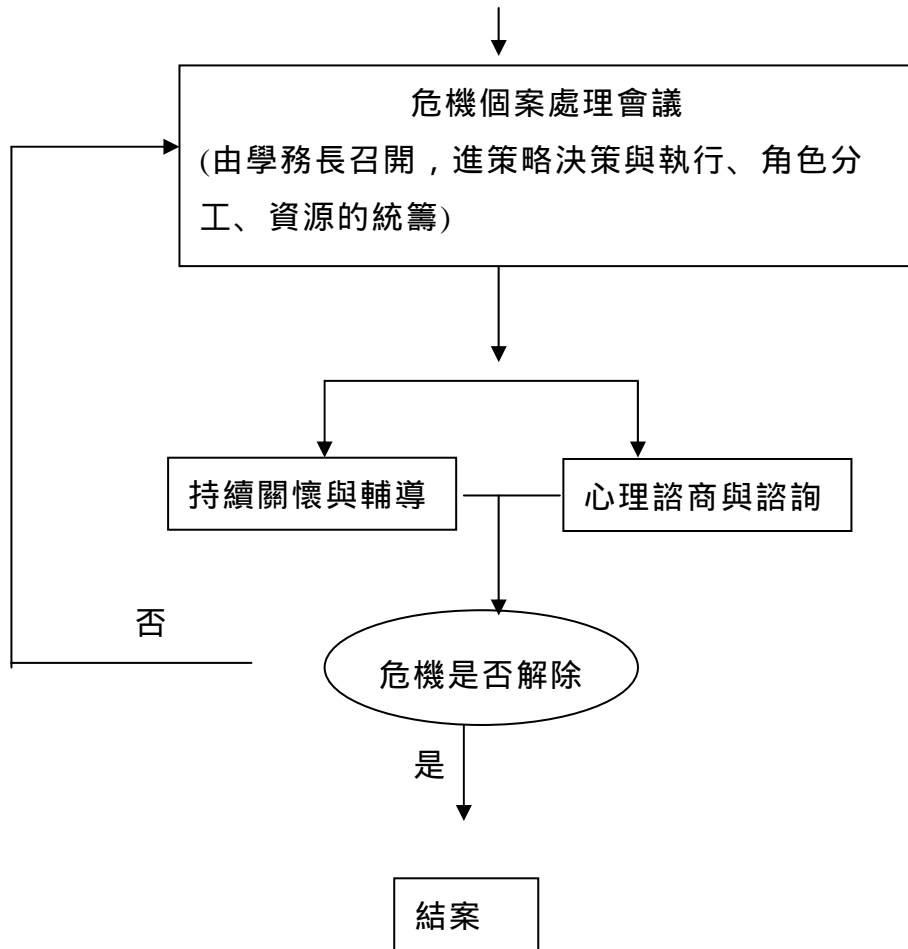 危機個案處理會議
(由學務長召開，進策略決策與執行、角色分
工、資源的統籌)
持續關懷與輔導
心理諮商與諮詢
否
危機是否解除
是
結案